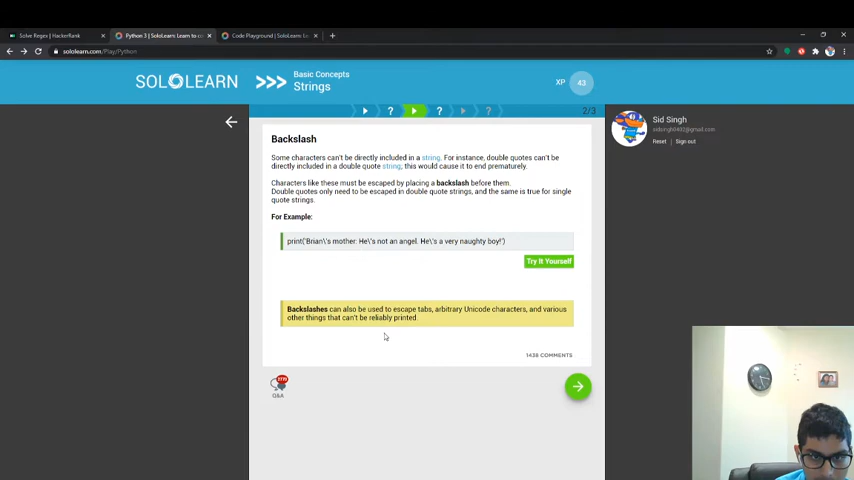 Solve Regex | HackerRank
Python 3 | SoloLearn: Learn to co
Code Playground | SoloLearn: Le
sololearn.com/Play/Python
SOLOLEARN
Basic Concepts
Strings
XP 43
2/3
Sid Singh
Reset | Sign out
Backslash
Some characters can't be directly included in a string. For instance, double quotes can't be
directly included in a double quote string; this would cause it to end prematurely.
Characters like these must be escaped by placing a backslash before them.
Double quotes only need to be escaped in double quote strings, and the same is true for single
quote strings.
For Example:
print('Brian\'s mother: He\'s not an angel. He\'s a very naughty boy!')
Try It Yourself
Backslashes can also be used to escape tabs, arbitrary Unicode characters, and various
other things that can't be reliably printed.
1438 COMMENTS
Q&A